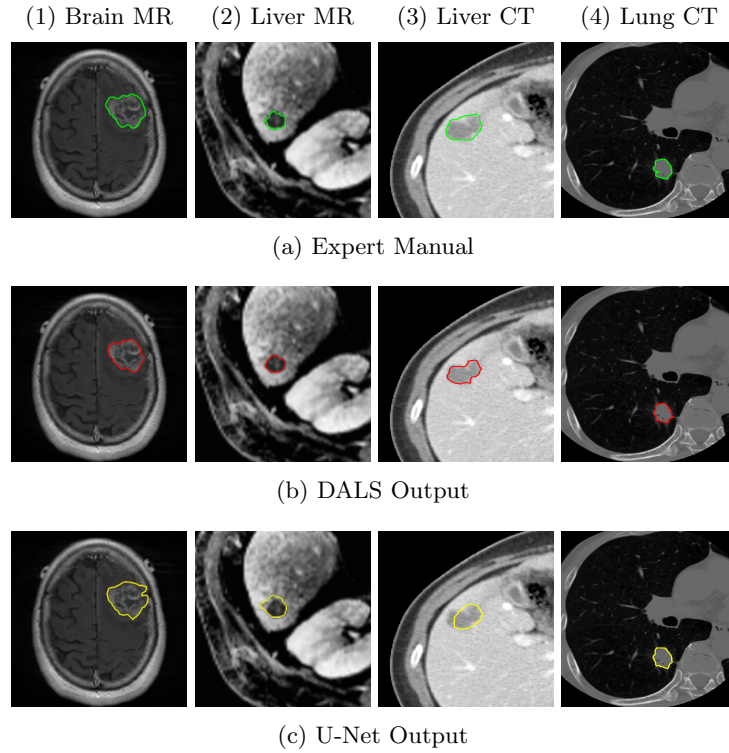 (1) Brain MR (2) Liver MR (3) Liver CT (4) Lung CT
(a) Expert Manual
(b) DALS Output
(c) U-Net Output